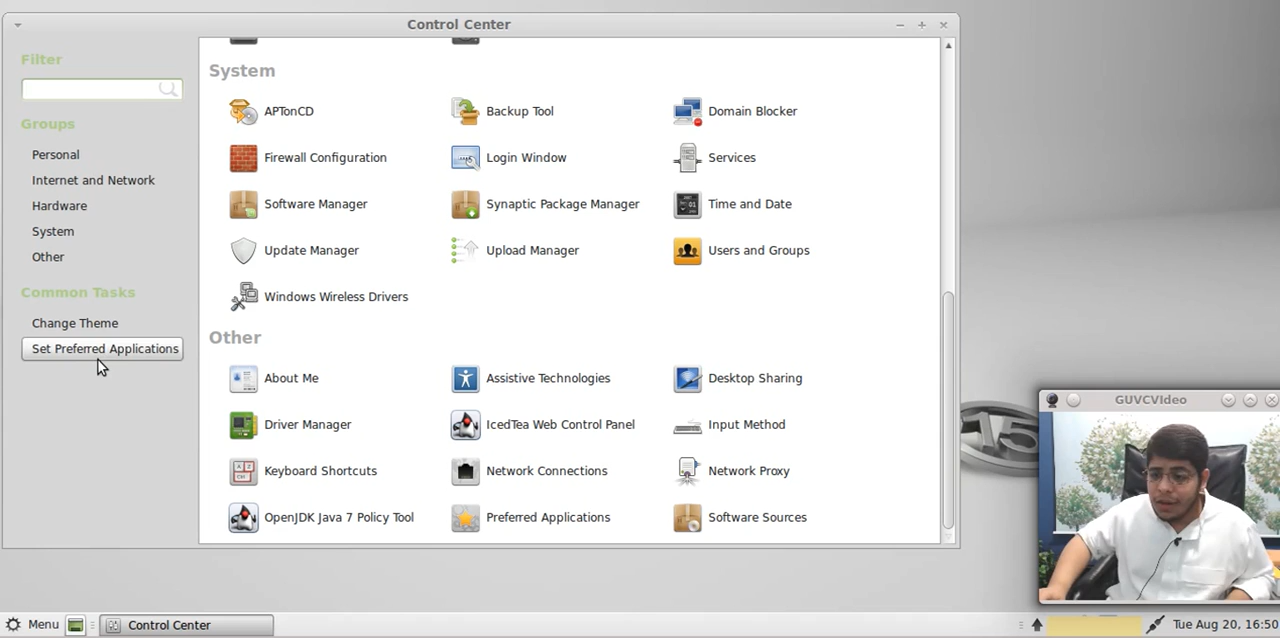 Control Center
Filter
Groups
Personal
Internet and Network
Hardware
System
Other
Common Tasks
Change Theme
Set Preferred Applications
System
APTonCD
Backup Tool
Domain Blocker
Firewall Configuration
Login Window
Services
Software Manager
Synaptic Package Manager
Time and Date
Update Manager
Upload Manager
Users and Groups
Windows Wireless Drivers
Other
About Me
Assistive Technologies
Desktop Sharing
Driver Manager
IcedTea Web Control Panel
Input Method
Keyboard Shortcuts
Network Connections
Network Proxy
OpenJDK Java 7 Policy Tool
Preferred Applications
Software Sources
15
GUVCVIdeo
Menu
Control Center
Tue Aug 20, 16:50